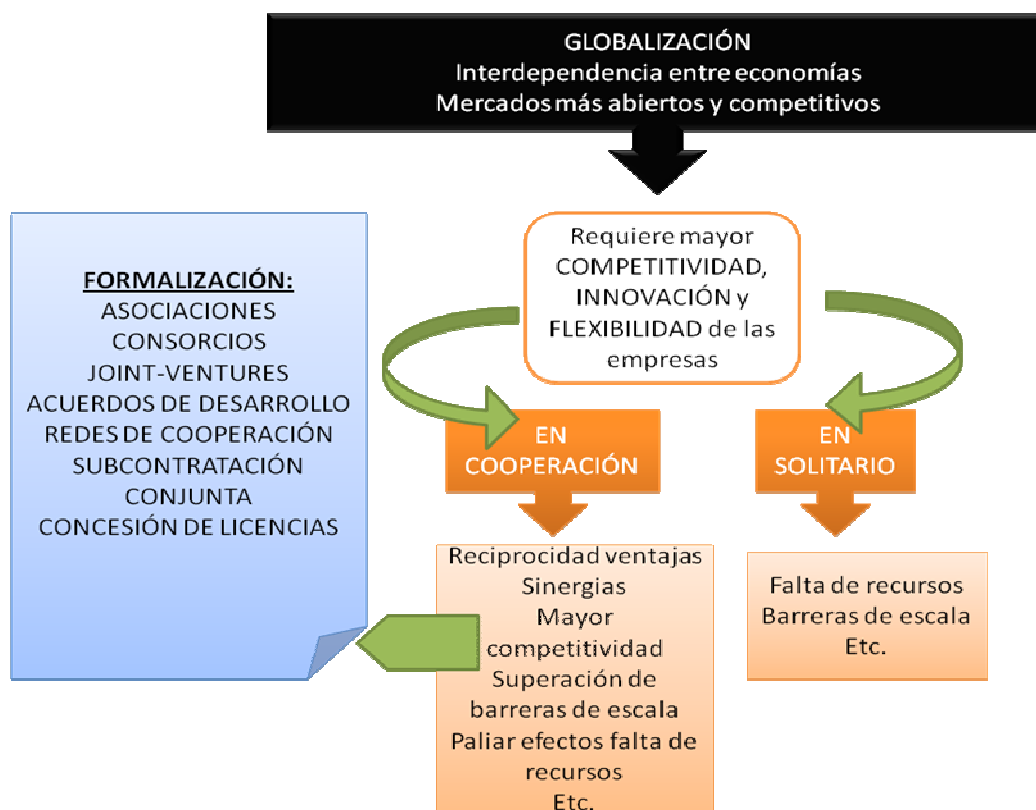 GLOBALIZACIÓN
Interdependencia entre economías
Mercados más abiertos y competitivos
Requiere mayor
COMPETITIVIDAD,
INNOVACIÓN y
FLEXIBILIDAD de las
empresas
FORMALIZACIÓN:
ASOCIACIONES
CONSORCIOS
JOINT-VENTURES
ACUERDOS DE DESARROLLO
REDES DE COOPERACIÓN
SUBCONTRATACIÓN
CONJUNTA
CONCESIÓN DE LICENCIAS
EN
COOPERACIÓN
EN
SOLITARIO
Reciprocidad ventajas
Sinergias
Mayor
competitividad
Superación de
barreras de escala
Paliar efectos falta de
recursos
Etc.
Falta de recursos
Barreras de escala
Etc.